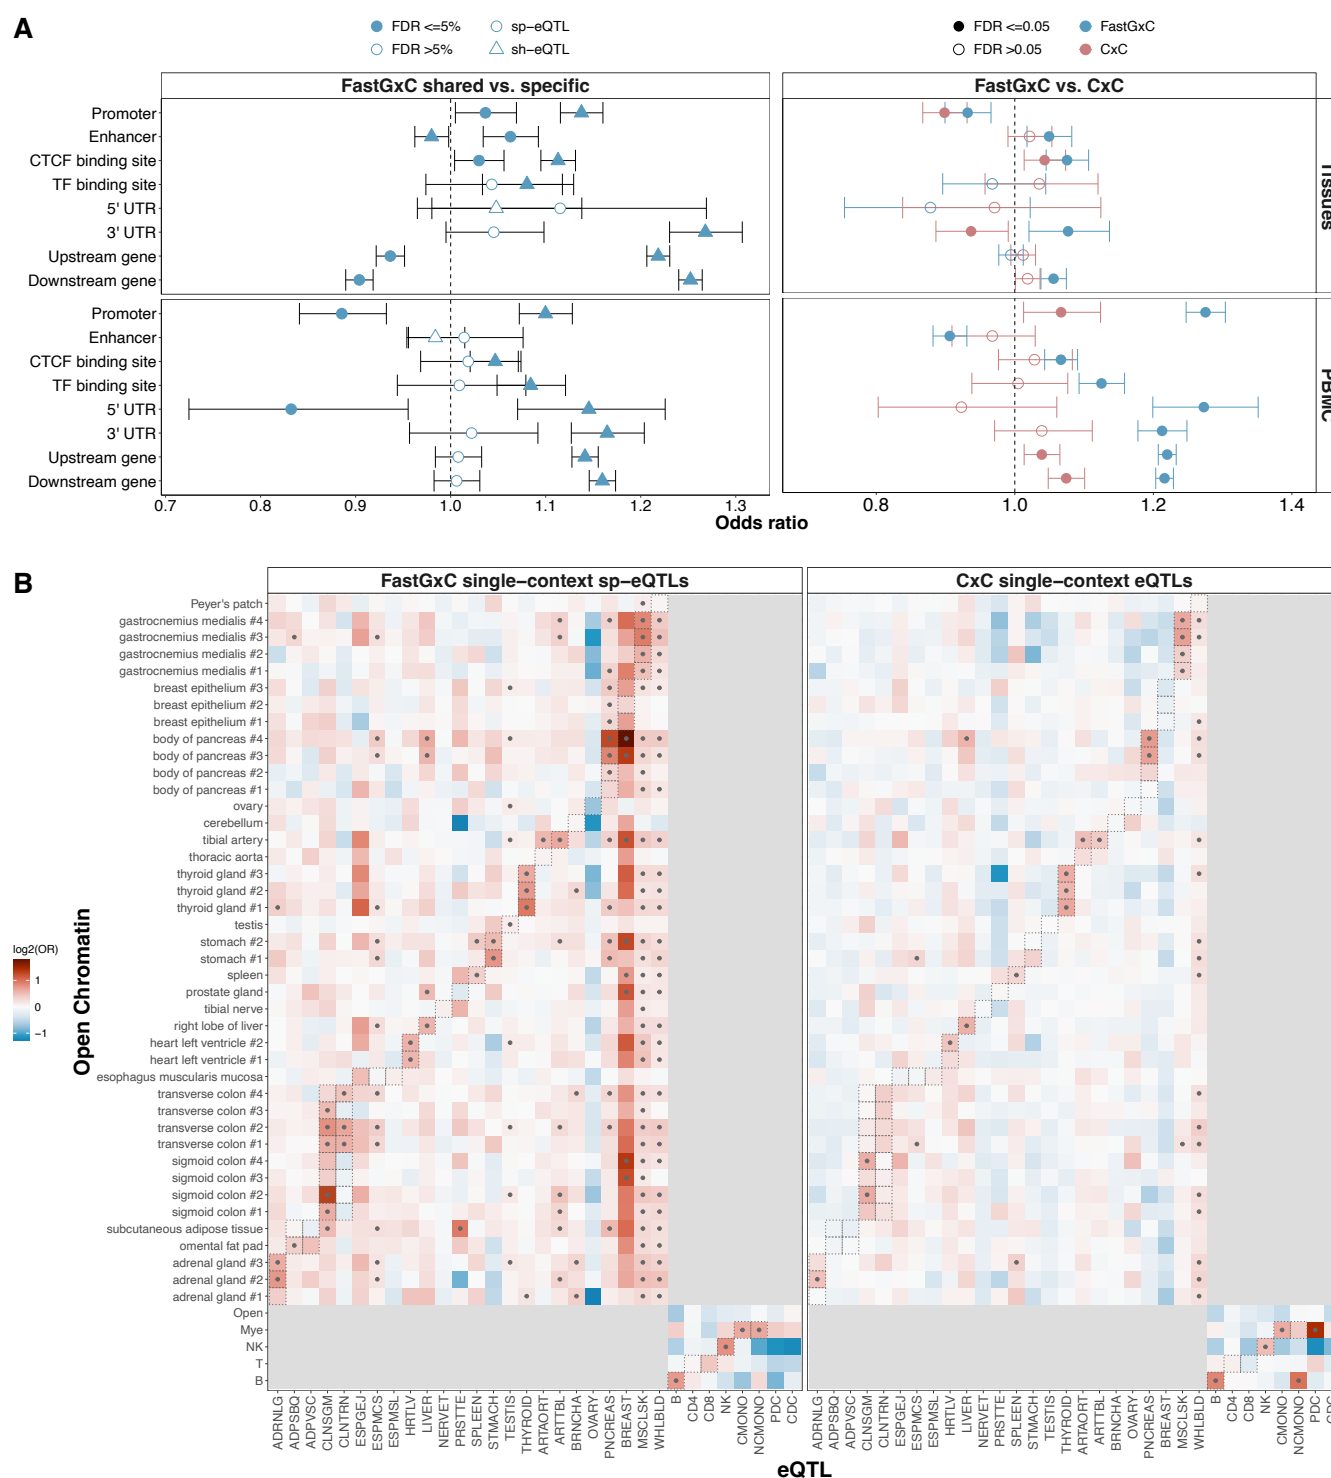 A
FDR <=5%
sp−eQTL
FDR >5%
sh−eQTL
FDR <=0.05
FastGxC
FDR >0.05
CxC
FastGxC shared vs. specific
FastGxC vs. CxC
Promoter
Enhancer
CTCF binding site
TF binding site
5' UTR
3' UTR
Upstream gene
Downstream gene
Tissues
Promoter
Enhancer
CTCF binding site
TF binding site
5' UTR
3' UTR
Upstream gene
Downstream gene
PBMC
0.7 0.8 0.9 1.0 1.1 1.2 1.3
0.8 1.0 1.2 1.4
Odds ratio
B
FastGxC single−context sp−eQTLs
CxC single−context eQTLs
Peyer's patch
gastrocnemius medialis #4
gastrocnemius medialis #3
gastrocnemius medialis #2
gastrocnemius medialis #1
breast epithelium #3
breast epithelium #2
breast epithelium #1
body of pancreas #4
body of pancreas #3
body of pancreas #2
body of pancreas #1
ovary
cerebellum
tibial artery
thoracic aorta
thyroid gland #3
thyroid gland #2
thyroid gland #1
testis
stomach #2
stomach #1
spleen
prostate gland
tibial nerve
right lobe of liver
heart left ventricle #2
heart left ventricle #1
esophagus muscularis mucosa
transverse colon #4
transverse colon #3
transverse colon #2
transverse colon #1
sigmoid colon #4
sigmoid colon #3
sigmoid colon #2
sigmoid colon #1
subcutaneous adipose tissue
omental fat pad
adrenal gland #3
adrenal gland #2
adrenal gland #1
Open
Mye
NK
T
B
log2(OR)
1
0
−1
Open Chromatin
ADRNLG ADPSBQ ADPVSC CLNSGM CLNTRN ESPGEJ ESPMCS ESPMSL HRTLV LIVER NERVET PRSTTE SPLEEN STMACH TESTIS THYROID ARTAORT ARTTBL BRNCHA OVARY PNCREAS BREAST MSCLSK WHLBLD B CD4 CD8 NK CMONO NCMONO PDC CDC
ADRNLG ADPSBQ ADPVSC CLNSGM CLNTRN ESPGEJ ESPMCS ESPMSL HRTLV LIVER NERVET PRSTTE SPLEEN STMACH TESTIS THYROID ARTAORT ARTTBL BRNCHA OVARY PNCREAS BREAST MSCLSK WHLBLD B CD4 CD8 NK CMONO NCMONO PDC CDC
eQTL